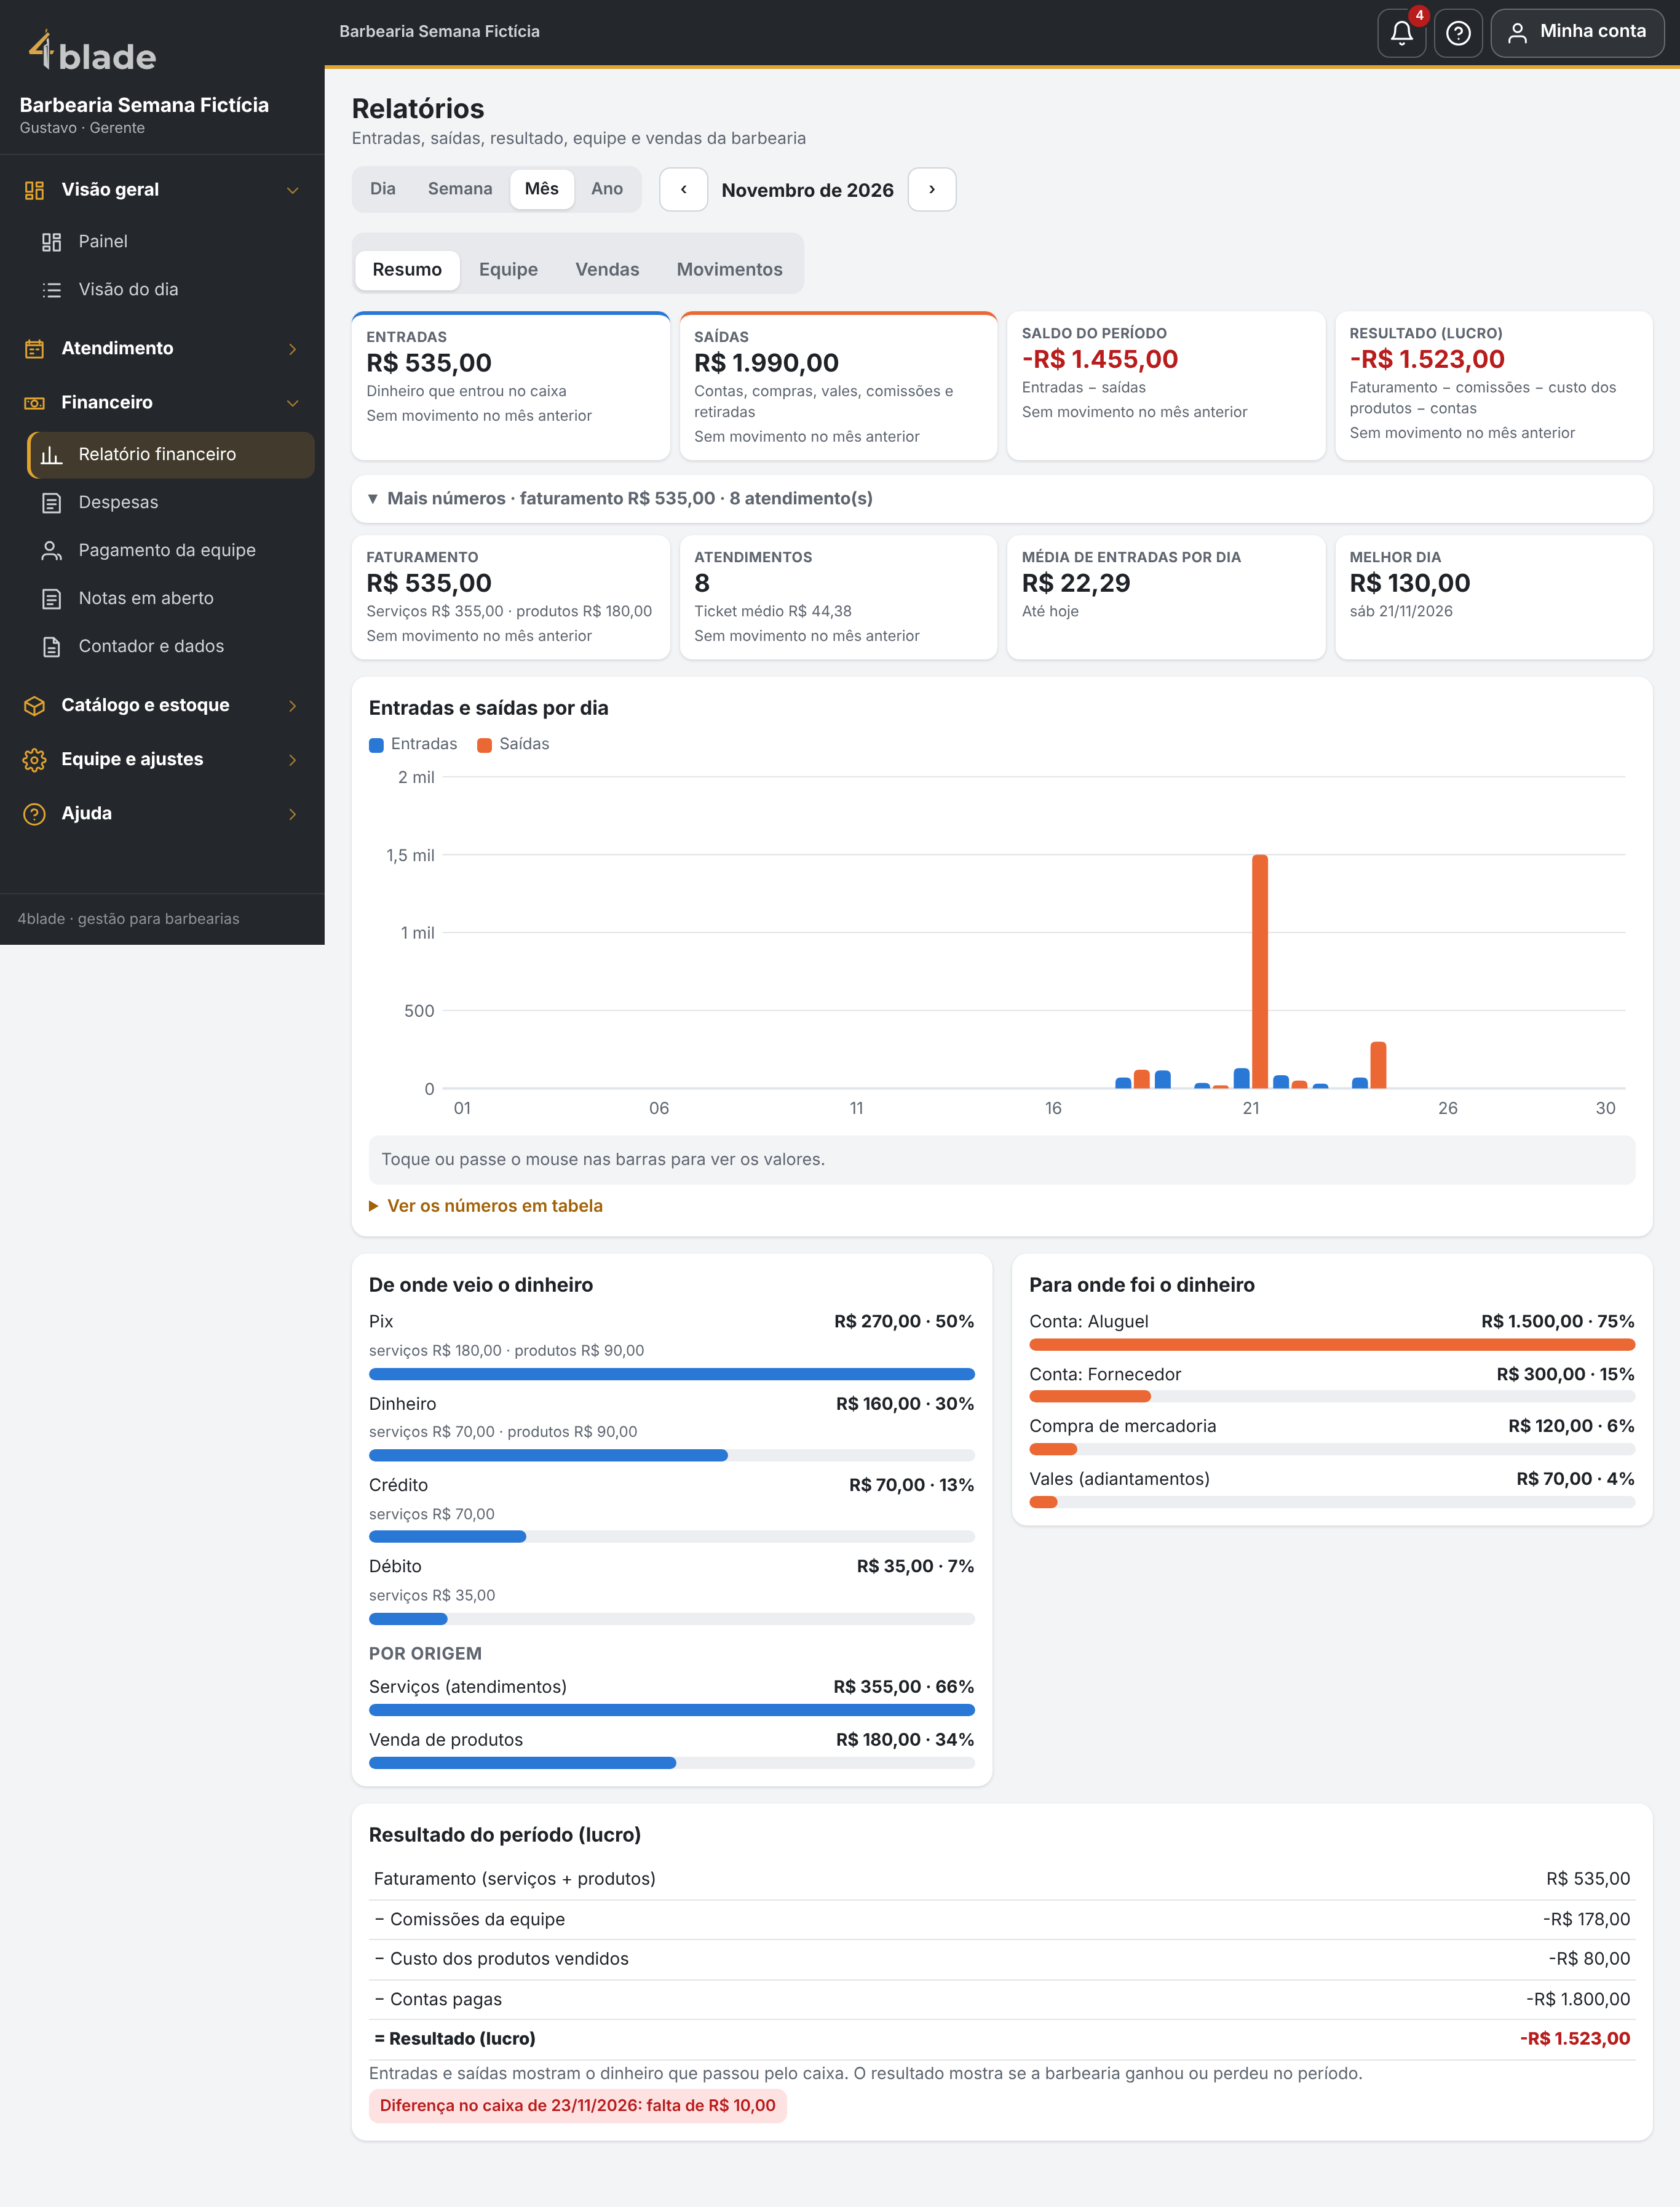 4blade
Barbearia Semana Fictícia
Gustavo · Gerente
Visão geral
Painel
Visão do dia
Atendimento
Financeiro
Relatório financeiro
Despesas
Pagamento da equipe
Notas em aberto
Contador e dados
Catálogo e estoque
Equipe e ajustes
Ajuda
4blade · gestão para barbearias
Barbearia Semana Fictícia
4
Minha conta
Relatórios
Entradas, saídas, resultado, equipe e vendas da barbearia
Dia Semana Mês Ano ‹ Novembro de 2026 ›
Resumo Equipe Vendas Movimentos
ENTRADAS
R$ 535,00
Dinheiro que entrou no caixa
Sem movimento no mês anterior
SAÍDAS
R$ 1.990,00
Contas, compras, vales, comissões e
retiradas
Sem movimento no mês anterior
SALDO DO PERÍODO
-R$ 1.455,00
Entradas − saídas
Sem movimento no mês anterior
RESULTADO (LUCRO)
-R$ 1.523,00
Faturamento − comissões − custo dos
produtos − contas
Sem movimento no mês anterior
▼ Mais números · faturamento R$ 535,00 · 8 atendimento(s)
FATURAMENTO
R$ 535,00
Serviços R$ 355,00 · produtos R$ 180,00
Sem movimento no mês anterior
ATENDIMENTOS
8
Ticket médio R$ 44,38
Sem movimento no mês anterior
MÉDIA DE ENTRADAS POR DIA
R$ 22,29
Até hoje
MELHOR DIA
R$ 130,00
sáb 21/11/2026
Entradas e saídas por dia
Entradas Saídas
2 mil
1,5 mil
1 mil
500
0
01 06 11 16 21 26 30
Toque ou passe o mouse nas barras para ver os valores.
▶ Ver os números em tabela
De onde veio o dinheiro
Pix R$ 270,00 · 50%
serviços R$ 180,00 · produtos R$ 90,00
Dinheiro R$ 160,00 · 30%
serviços R$ 70,00 · produtos R$ 90,00
Crédito R$ 70,00 · 13%
serviços R$ 70,00
Débito R$ 35,00 · 7%
serviços R$ 35,00
POR ORIGEM
Serviços (atendimentos) R$ 355,00 · 66%
Venda de produtos R$ 180,00 · 34%
Para onde foi o dinheiro
Conta: Aluguel R$ 1.500,00 · 75%
Conta: Fornecedor R$ 300,00 · 15%
Compra de mercadoria R$ 120,00 · 6%
Vales (adiantamentos) R$ 70,00 · 4%
Resultado do período (lucro)
Faturamento (serviços + produtos) R$ 535,00
− Comissões da equipe -R$ 178,00
− Custo dos produtos vendidos -R$ 80,00
− Contas pagas -R$ 1.800,00
= Resultado (lucro) -R$ 1.523,00
Entradas e saídas mostram o dinheiro que passou pelo caixa. O resultado mostra se a barbearia ganhou ou perdeu no período.
Diferença no caixa de 23/11/2026: falta de R$ 10,00